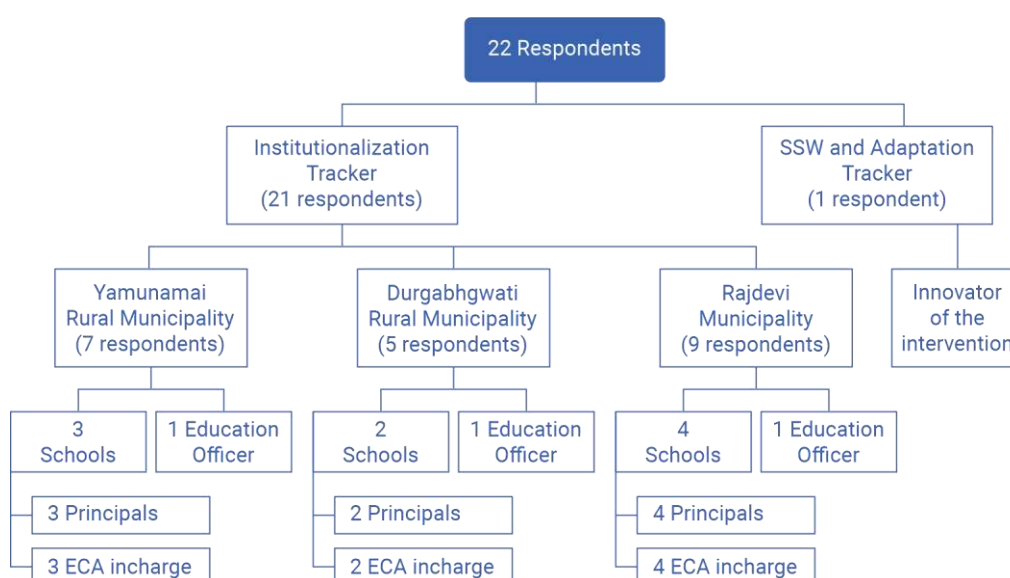 22 Respondents
Institutionalization
Tracker
(21 respondents)
SSW and Adaptation
Tracker
(1 respondent)
Yamunamai
Rural Municipality
(7 respondents)
Durgabhgwati
Rural Municipality
(5 respondents)
Rajdevi
Municipality
(9 respondents)
Innovator
of the
intervention
3
Schools
1 Education
Officer
2
Schools
1 Education
Officer
4
Schools
1 Education
Officer
3 Principals
2 Principals
4 Principals
3 ECA incharge
2 ECA incharge
4 ECA incharge